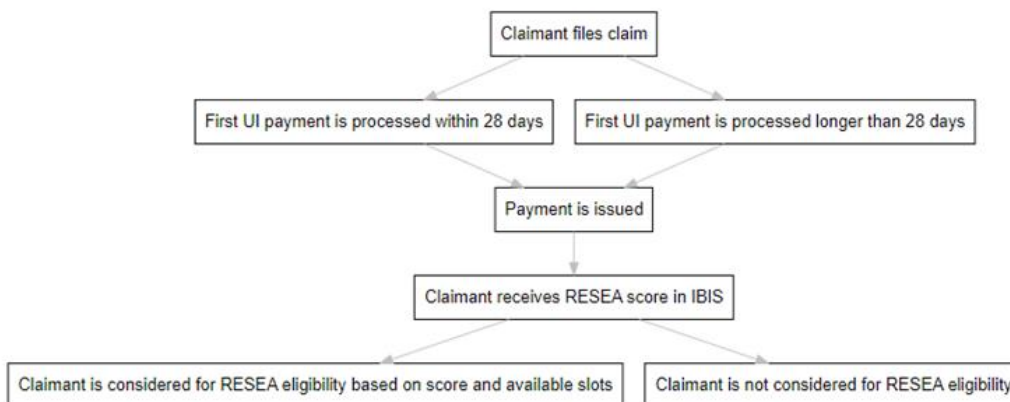 Claimant files claim
First UI payment is processed within 28 days
First UI payment is processed longer than 28 days
Payment is issued
Claimant receives RESEA score in IBIS
Claimant is considered for RESEA eligibility based on score and available slots
Claimant is not considered for RESEA eligibility